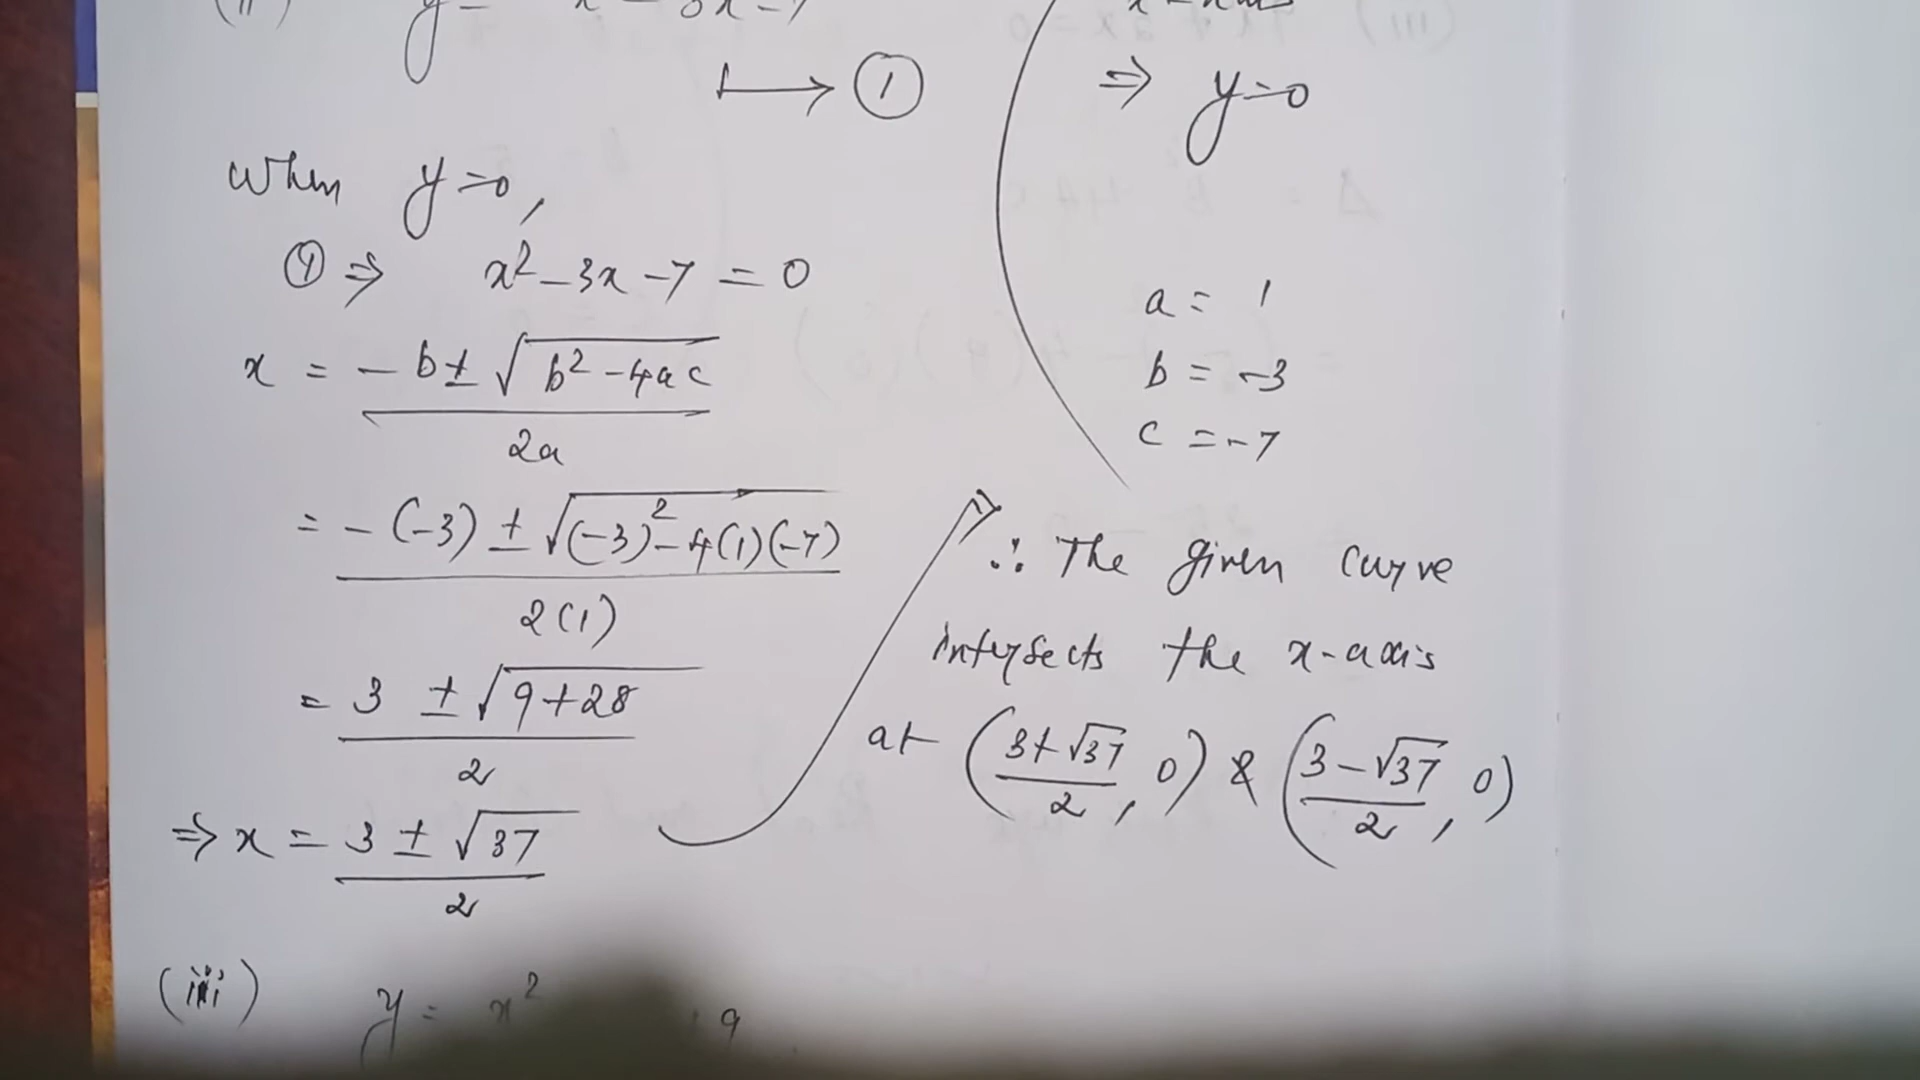 ⟼ ①
⇒ y=0
When y=0,
① ⇒ x² - 3x - 7 = 0
x = (-b ± √(b² - 4ac)) / 2a
= (-(-3) ± √((-3)² - 4(1)(-7))) / 2(1)
= (3 ± √(9+28)) / 2
⇒ x = (3 ± √37) / 2
a = 1
b = -3
c = -7
∴ The given curve
intersects the x-axis
at ((3+√37)/2, 0) & ((3-√37)/2, 0)
(iii) y = x² 9